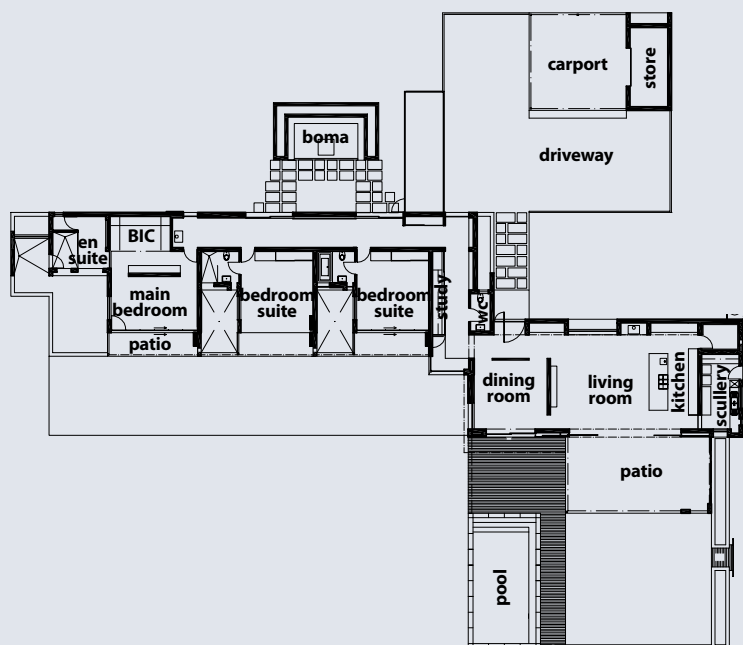 carport
store
boma
driveway
en
suite
BIC
main
bedroom
bedroom
suite
bedroom
suite
study
wc
patio
dining
room
living
room
kitchen
scullery
patio
pool